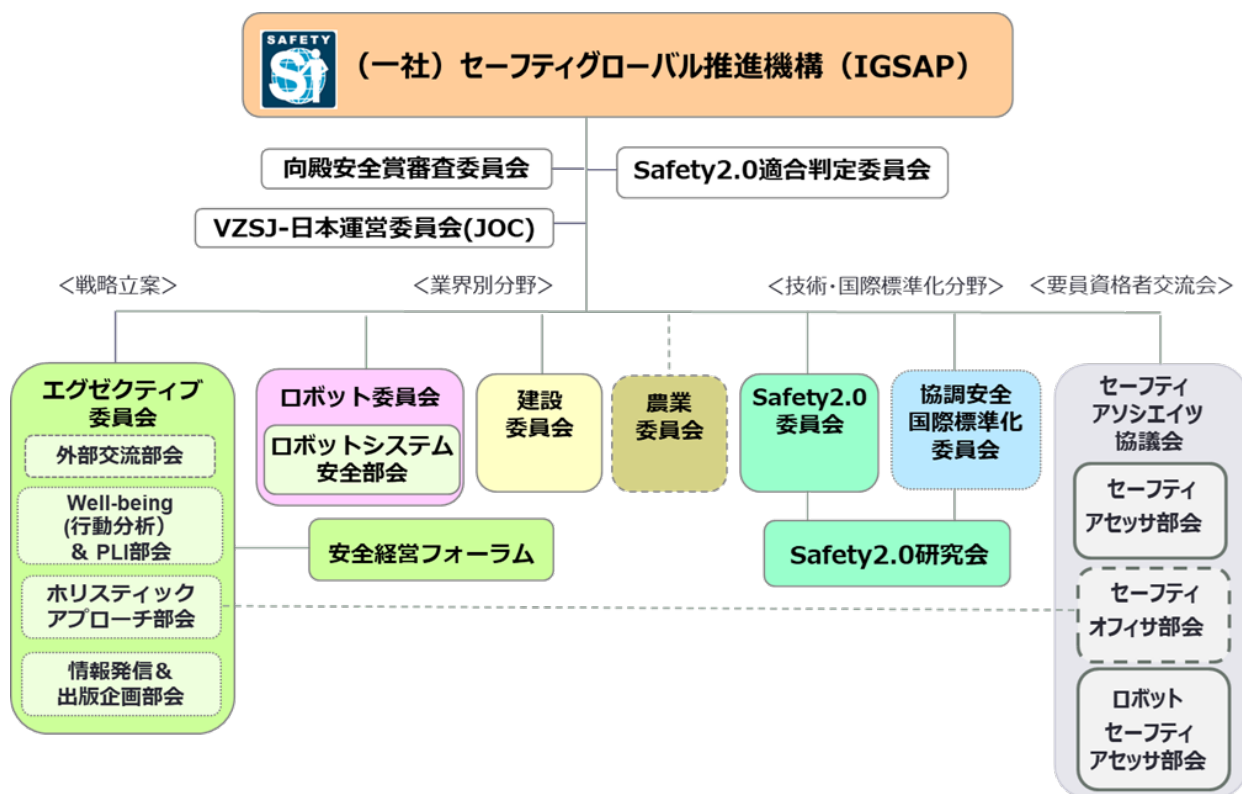 SAFETY
Si
（一社）セーフティグローバル推進機構（IGSAP）
向殿安全賞審査委員会
Safety2.0適合判定委員会
VZSJ-日本運営委員会(JOC)
＜戦略立案＞
＜業界別分野＞
＜技術・国際標準化分野＞
＜要員資格者交流会＞
エグゼクティブ
委員会
外部交流部会
Well-being
(行動分析）
& PLI部会
ホリスティック
アプローチ部会
情報発信＆
出版企画部会
ロボット委員会
ロボットシステム
安全部会
安全経営フォーラム
建設
委員会
農業
委員会
Safety2.0
委員会
協調安全
国際標準化
委員会
Safety2.0研究会
セーフティ
アソシエイツ
協議会
セーフティ
アセッサ部会
セーフティ
オフィサ部会
ロボット
セーフティ
アセッサ部会